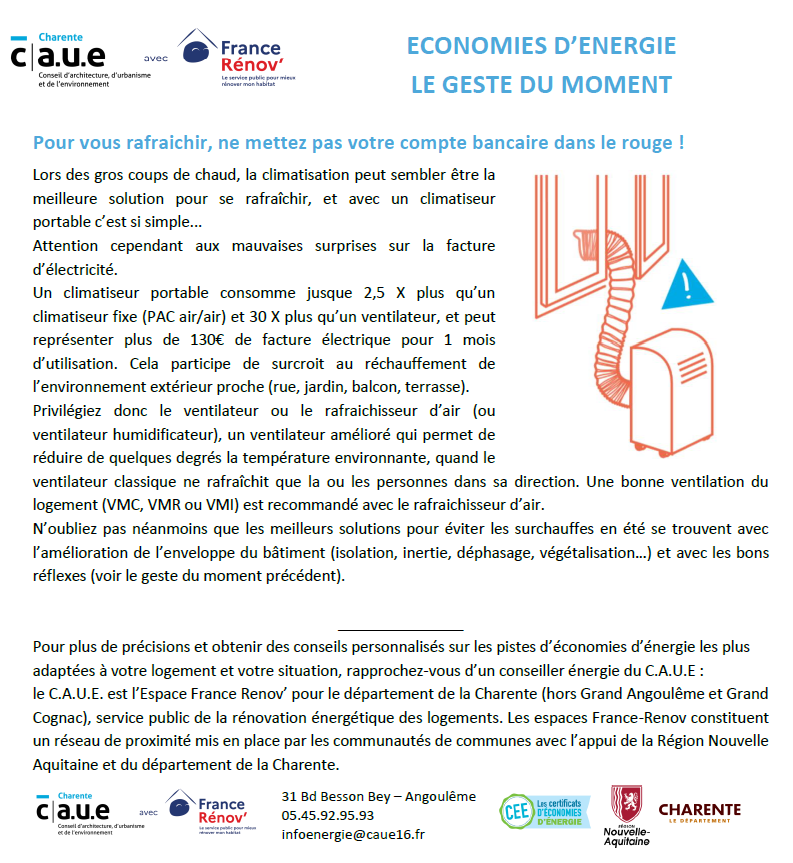 Charente
c|a.u.e
Conseil d'architecture, d'urbanisme
et de l'environnement
avec
France
Rénov'
Le service public pour mieux
rénover mon habitat
ECONOMIES D'ENERGIE
LE GESTE DU MOMENT
Pour vous rafraichir, ne mettez pas votre compte bancaire dans le rouge !
Lors des gros coups de chaud, la climatisation peut sembler être la
meilleure solution pour se rafraîchir, et avec un climatiseur
portable c'est si simple...
Attention cependant aux mauvaises surprises sur la facture
d'électricité.
Un climatiseur portable consomme jusque 2,5 X plus qu'un
climatiseur fixe (PAC air/air) et 30 X plus qu'un ventilateur, et peut
représenter plus de 130€ de facture électrique pour 1 mois
d'utilisation. Cela participe de surcroit au réchauffement de
l'environnement extérieur proche (rue, jardin, balcon, terrasse).
Privilégiez donc le ventilateur ou le rafraichisseur d'air (ou
ventilateur humidificateur), un ventilateur amélioré qui permet de
réduire de quelques degrés la température environnante, quand le
ventilateur classique ne rafraîchit que la ou les personnes dans sa direction. Une bonne ventilation du
logement (VMC, VMR ou VMI) est recommandé avec le rafraichisseur d'air.
N'oubliez pas néanmoins que les meilleurs solutions pour éviter les surchauffes en été se trouvent avec
l'amélioration de l'enveloppe du bâtiment (isolation, inertie, déphasage, végétalisation…) et avec les bons
réflexes (voir le geste du moment précédent).
Pour plus de précisions et obtenir des conseils personnalisés sur les pistes d'économies d'énergie les plus
adaptées à votre logement et votre situation, rapprochez-vous d'un conseiller énergie du C.A.U.E :
le C.A.U.E. est l'Espace France Renov' pour le département de la Charente (hors Grand Angoulême et Grand
Cognac), service public de la rénovation énergétique des logements. Les espaces France-Renov constituent
un réseau de proximité mis en place par les communautés de communes avec l'appui de la Région Nouvelle
Aquitaine et du département de la Charente.
Charente
c|a.u.e
Conseil d'architecture, d'urbanisme
et de l'environnement
avec
France
Rénov'
Le service public pour mieux
rénover mon habitat
31 Bd Besson Bey – Angoulême
05.45.92.95.93
infoenergie@caue16.fr
CEE
Les certificats
D'ÉCONOMIES
D'ÉNERGIE
RÉGION
Nouvelle-
Aquitaine
CHARENTE
LE DÉPARTEMENT